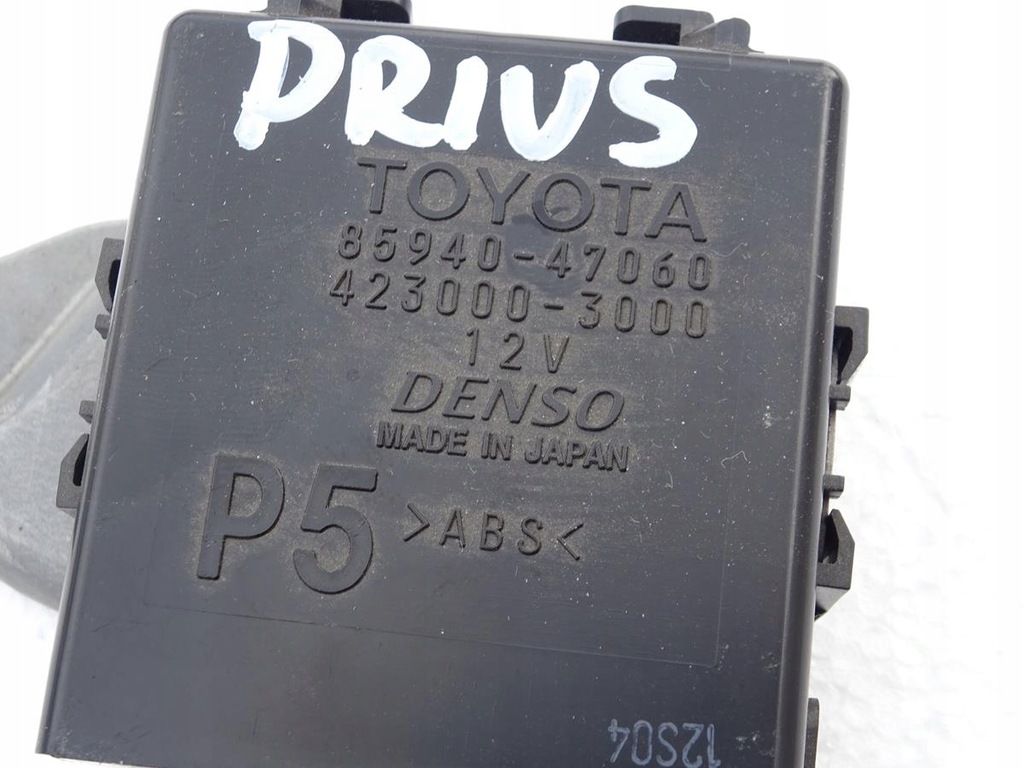 PRIUS
TOYOTA
85940-47060
423000-3000
12V
DENSO
MADE IN JAPAN
P5 >ABS<
12S04